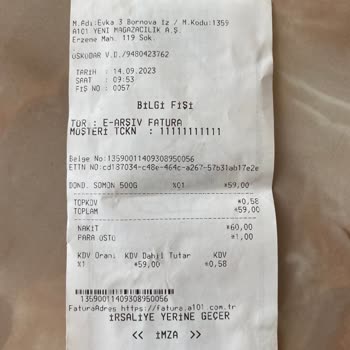 M.Adı:Evka 3 Bornova İz / M.Kodu:1359
A101 YENİ MAĞAZACILIK A.Ş.
Erzene Mah. 119 Sok.
ÜSKÜDAR V.D./9480423762
TARİH : 14.09.2023
SAAT : 09:53
FİŞ NO : 0057
BİLGİ FİŞİ
TÜR : E-ARŞİV FATURA
MÜŞTERİ TCKN : 11111111111
Belge No:13590011409308950056
ETTN NO:cd187034-c48e-464c-a267-57b31ab17e2e
DOND. SOMON 500G %01 *59,00
TOPKDV *0,58
TOPLAM *59,00
NAKİT *60,00
PARA ÜSTÜ *1,00
KDV Oranı KDV Dahil Tutar KDV
%1 *59,00 *0,58
13590011409308950056
FaturaAdres https://fatura.a101.com.tr
İRSALİYE YERİNE GEÇER
<< İMZA >>